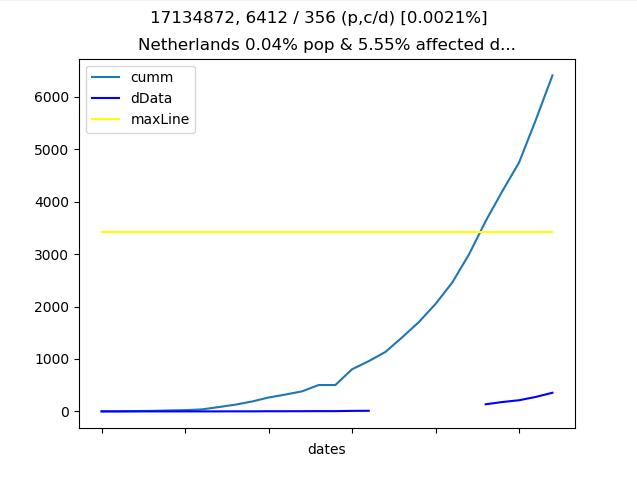 17134872, 6412 / 356 (p,c/d) [0.0021%]
Netherlands 0.04% pop & 5.55% affected d...
cumm
dData
maxLine
6000
5000
4000
3000
2000
1000
0
dates